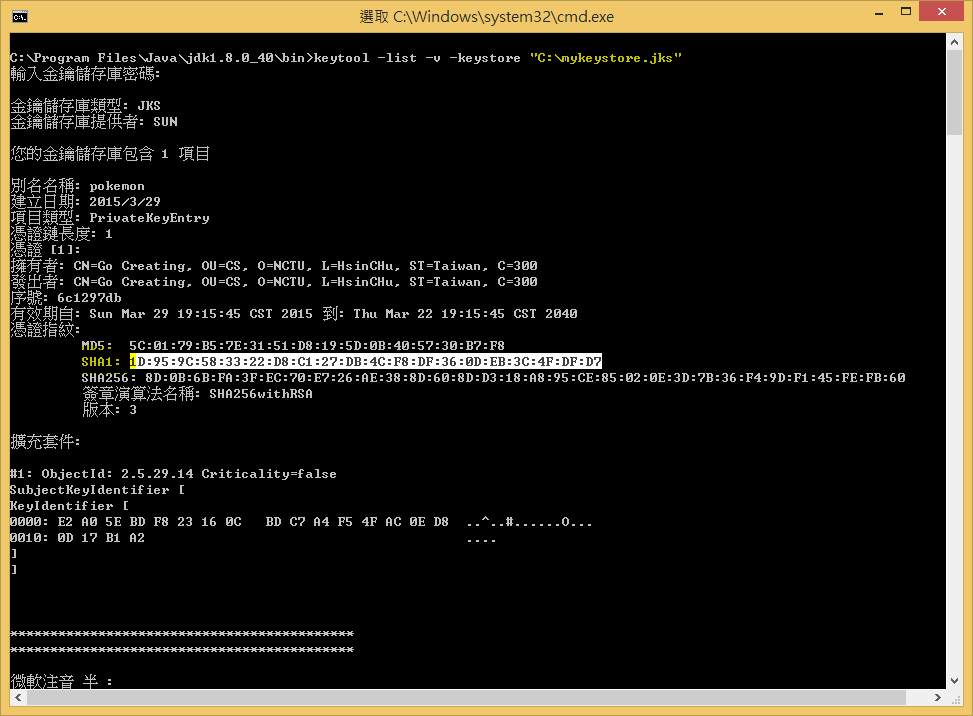 選取 C:\Windows\system32\cmd.exe
C:\Program Files\Java\jdk1.8.0_40\bin>keytool -list -v -keystore "C:\mykeystore.jks"
輸入金鑰儲存庫密碼:
金鑰儲存庫類型: JKS
金鑰儲存庫提供者: SUN
您的金鑰儲存庫包含 1 項目
別名名稱: pokemon
建立日期: 2015/3/29
項目類型: PrivateKeyEntry
憑證鏈長度: 1
憑證 [1]:
擁有者: CN=Go Creating, OU=CS, O=NCTU, L=HsinCHu, ST=Taiwan, C=300
發出者: CN=Go Creating, OU=CS, O=NCTU, L=HsinCHu, ST=Taiwan, C=300
序號: 6c1297db
有效期自: Sun Mar 29 19:15:45 CST 2015 到: Thu Mar 22 19:15:45 CST 2040
憑證指紋:
MD5: 5C:01:79:B5:7E:31:51:D8:19:5D:0B:40:57:30:B7:F8
SHA1: 1D:95:9C:58:33:22:D8:C1:27:DB:4C:F8:DF:36:0D:EB:3C:4F:DF:D7
SHA256: 8D:0B:6B:FA:3F:EC:70:E7:26:AE:38:8D:60:8D:D3:18:A8:95:CE:85:02:0E:3D:7B:36:F4:9D:F1:45:FE:FB:60
簽章演算法名稱: SHA256withRSA
版本: 3
擴充套件:
#1: ObjectId: 2.5.29.14 Criticality=false
SubjectKeyIdentifier [
KeyIdentifier [
0000: E2 A0 5E BD F8 23 16 0C   BD C7 A4 F5 4F AC 0E D8  ..^..#......O...
0010: 0D 17 B1 A2                                        ....
]
]
*******************************************
*******************************************
微軟注音 半 :